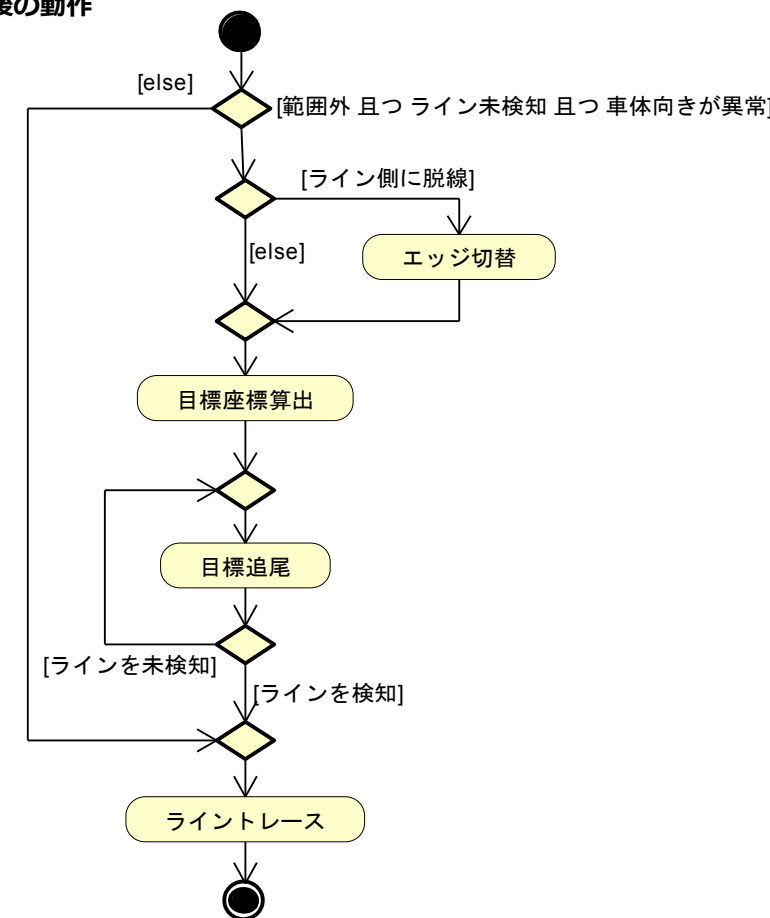 後の動作
[else]
[範囲外 且つ ライン未検知 且つ 車体向きが異常]
[ライン側に脱線]
[else]
エッジ切替
目標座標算出
目標追尾
[ラインを未検知]
[ラインを検知]
ライントレース